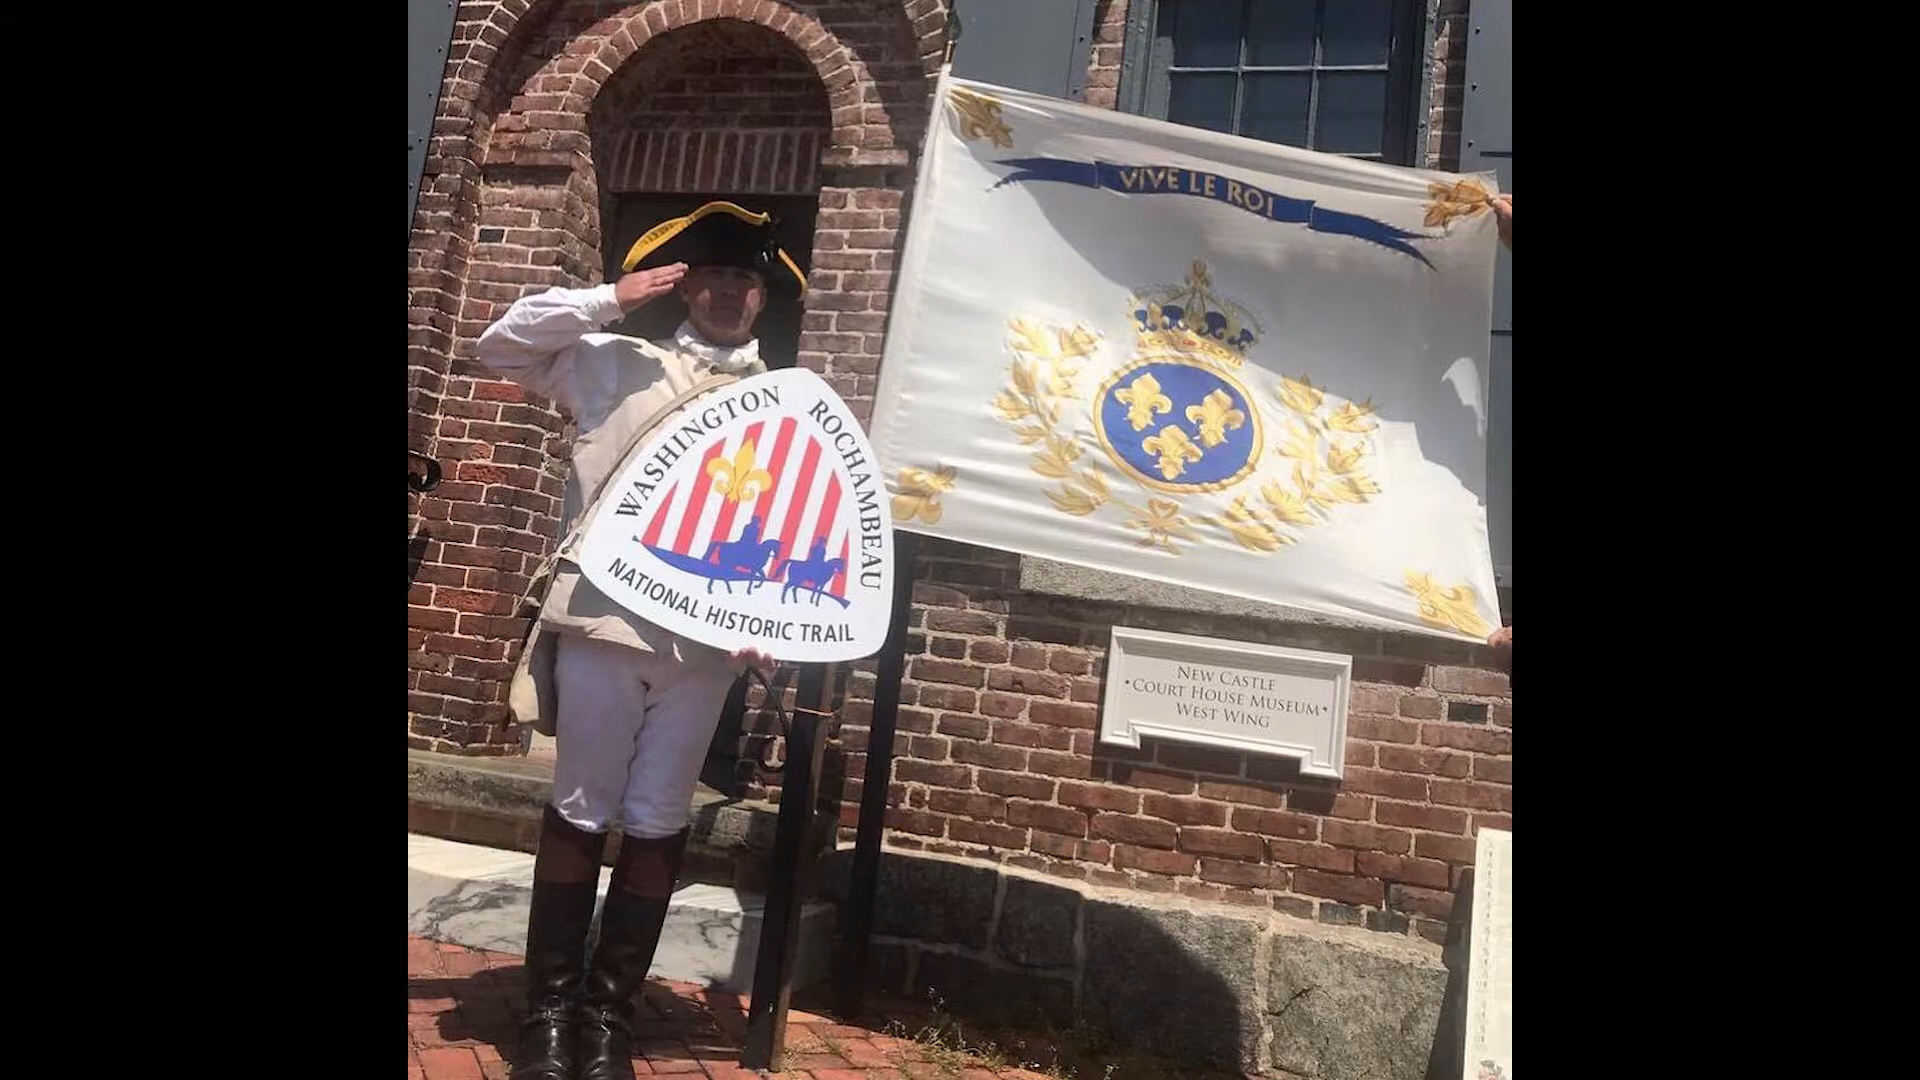 VIVE LE ROI
WASHINGTON
ROCHAMBEAU
NATIONAL HISTORIC TRAIL
NEW CASTLE
•COURT HOUSE MUSEUM•
WEST WING